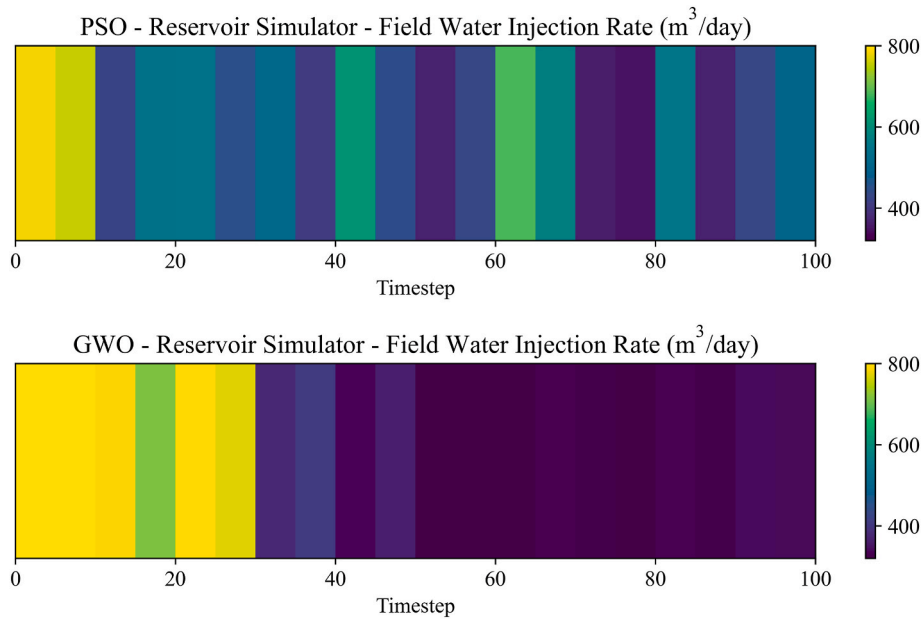 PSO - Reservoir Simulator - Field Water Injection Rate (m³/day)
800
600
400
0 20 40 60 80 100
Timestep
GWO - Reservoir Simulator - Field Water Injection Rate (m³/day)
800
600
400
0 20 40 60 80 100
Timestep